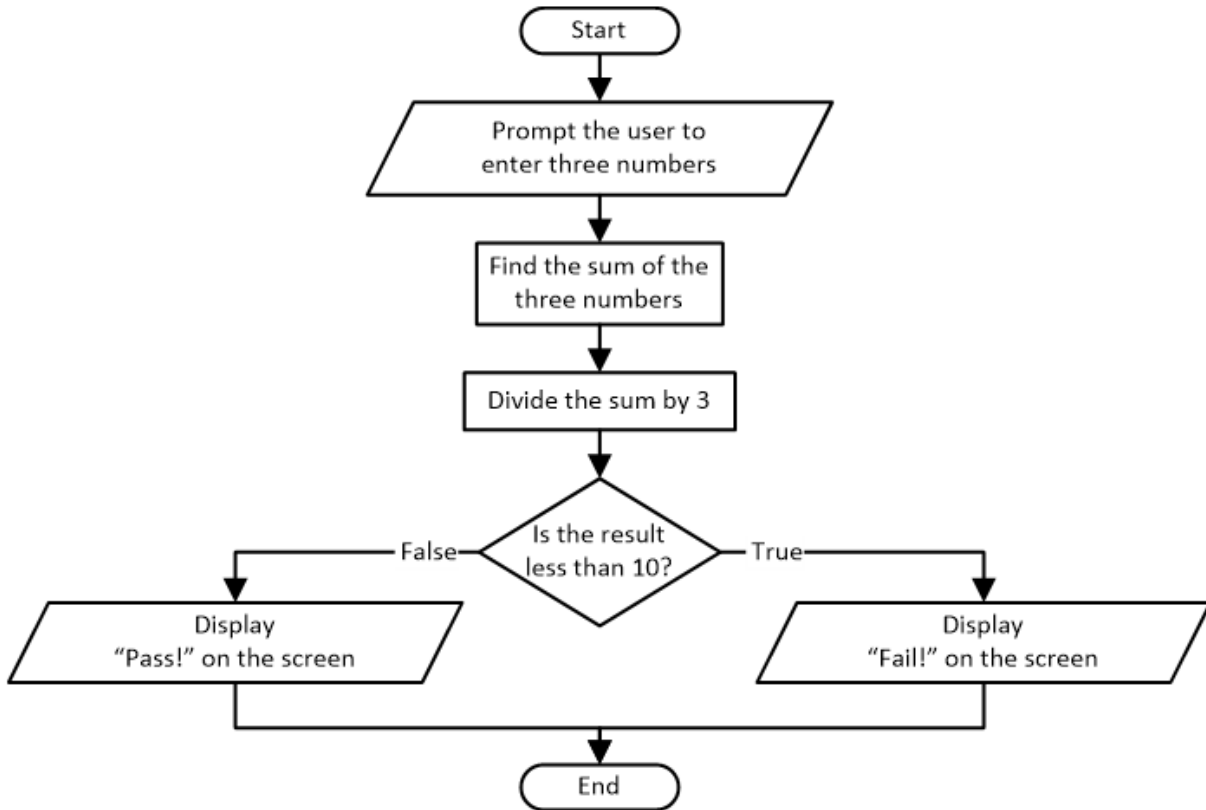 Start
Prompt the user to
enter three numbers
Find the sum of the
three numbers
Divide the sum by 3
Is the result
less than 10?
False
True
Display
“Pass!” on the screen
Display
“Fail!” on the screen
End